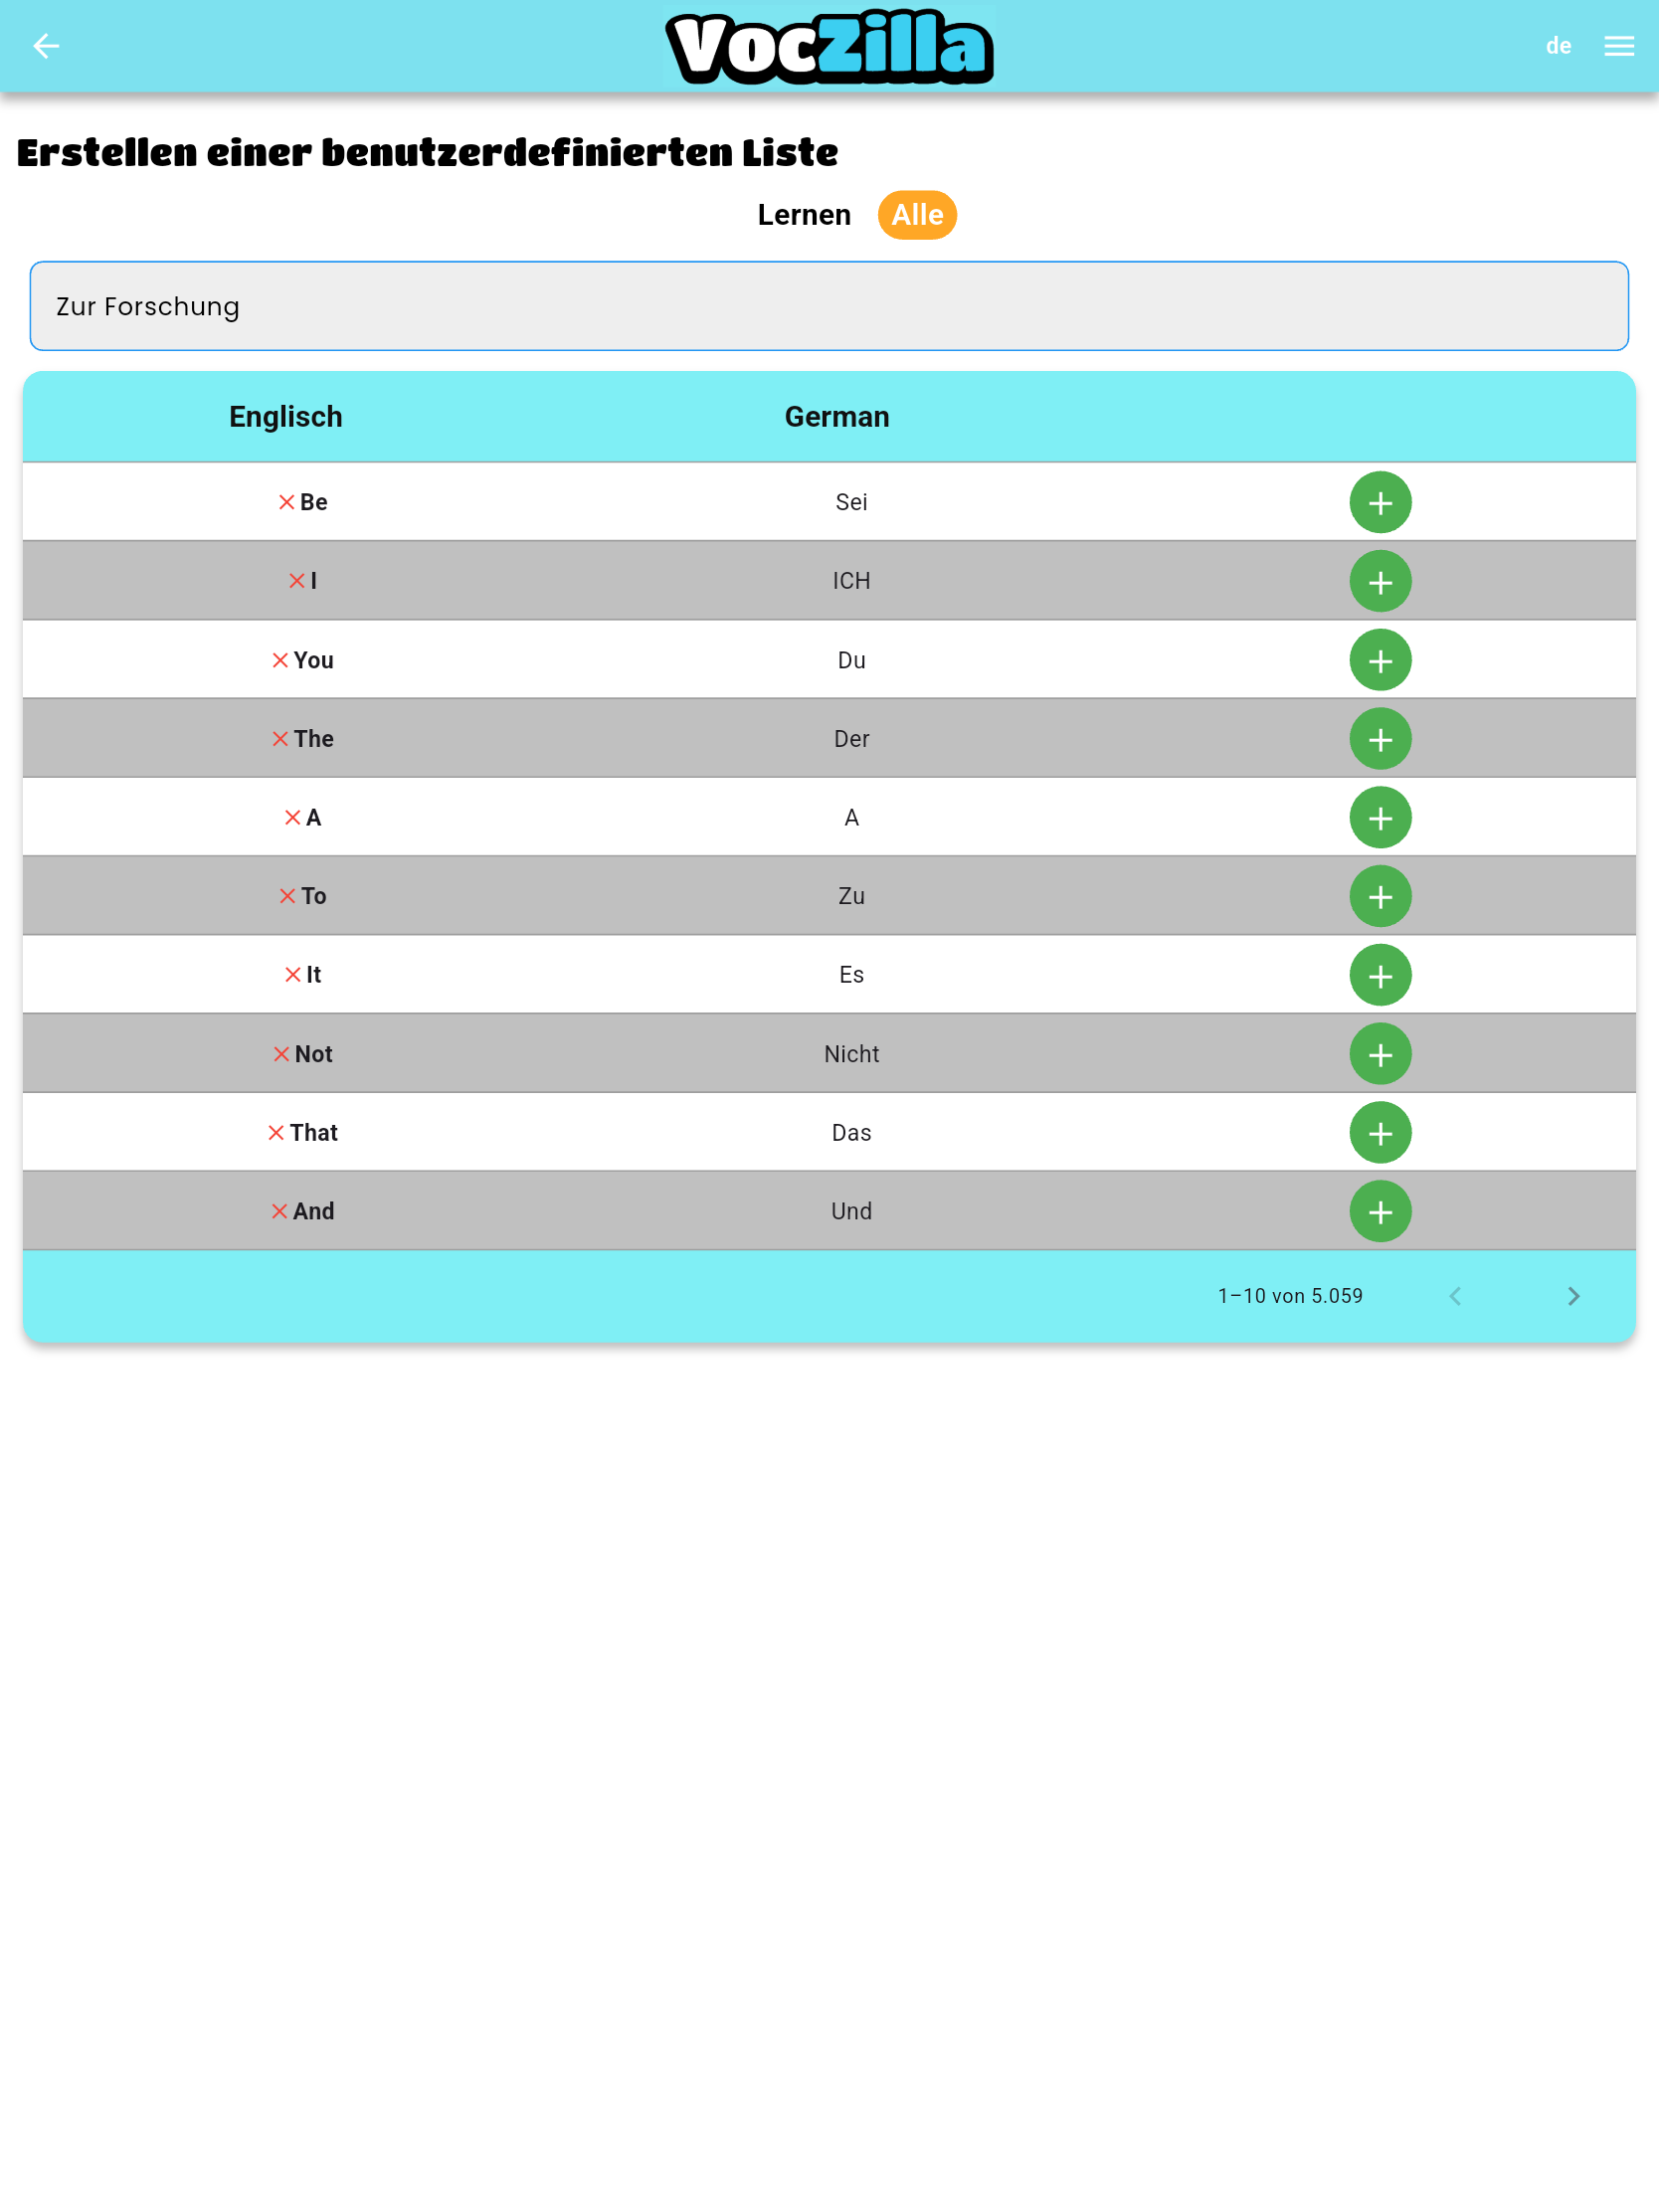 VocZilla
de
Erstellen einer benutzerdefinierten Liste
Lernen Alle
Zur Forschung
Englisch German
Be Sei
I ICH
You Du
The Der
A A
To Zu
It Es
Not Nicht
That Das
And Und
1–10 von 5.059